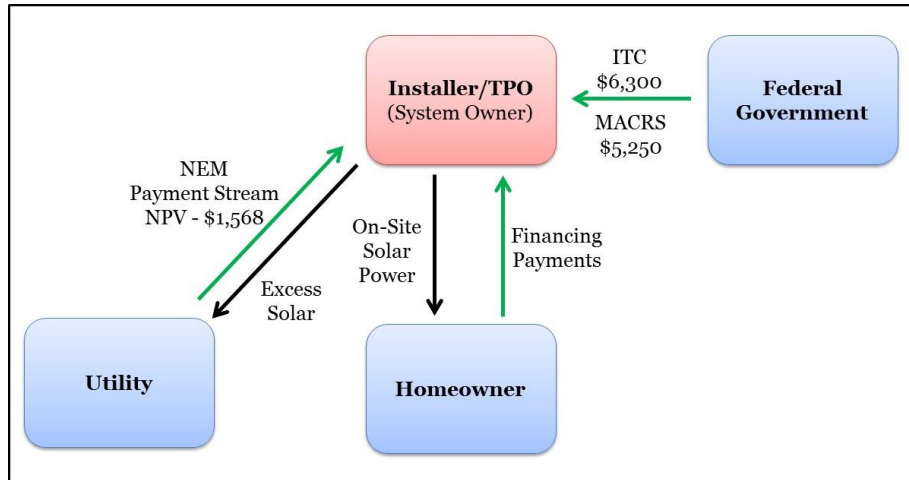 Installer/TPO
(System Owner)
ITC
$6,300
MACRS
$5,250
Federal
Government
NEM
Payment Stream
NPV - $1,568
Excess
Solar
On-Site
Solar
Power
Financing
Payments
Utility
Homeowner